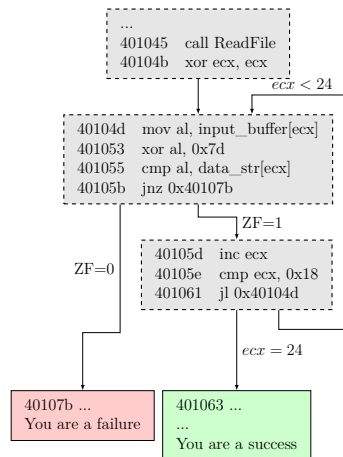 ...
401045 call ReadFile
40104b xor ecx, ecx
ecx < 24
40104d mov al, input_buffer[ecx]
401053 xor al, 0x7d
401055 cmp al, data_str[ecx]
40105b jnz 0x40107b
ZF=1
ZF=0
40105d inc ecx
40105e cmp ecx, 0x18
401061 jl 0x40104d
ecx = 24
40107b ...
You are a failure
401063 ...
...
You are a success